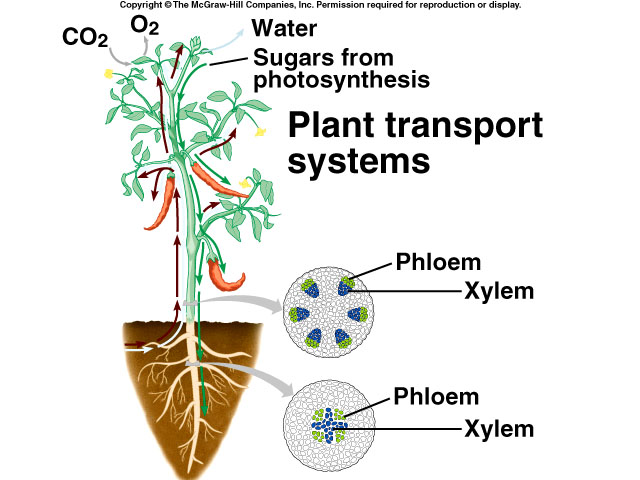 Copyright © The McGraw-Hill Companies, Inc. Permission required for reproduction or display.
CO2
O2
Water
Sugars from
photosynthesis
Plant transport
systems
Phloem
Xylem
Phloem
Xylem